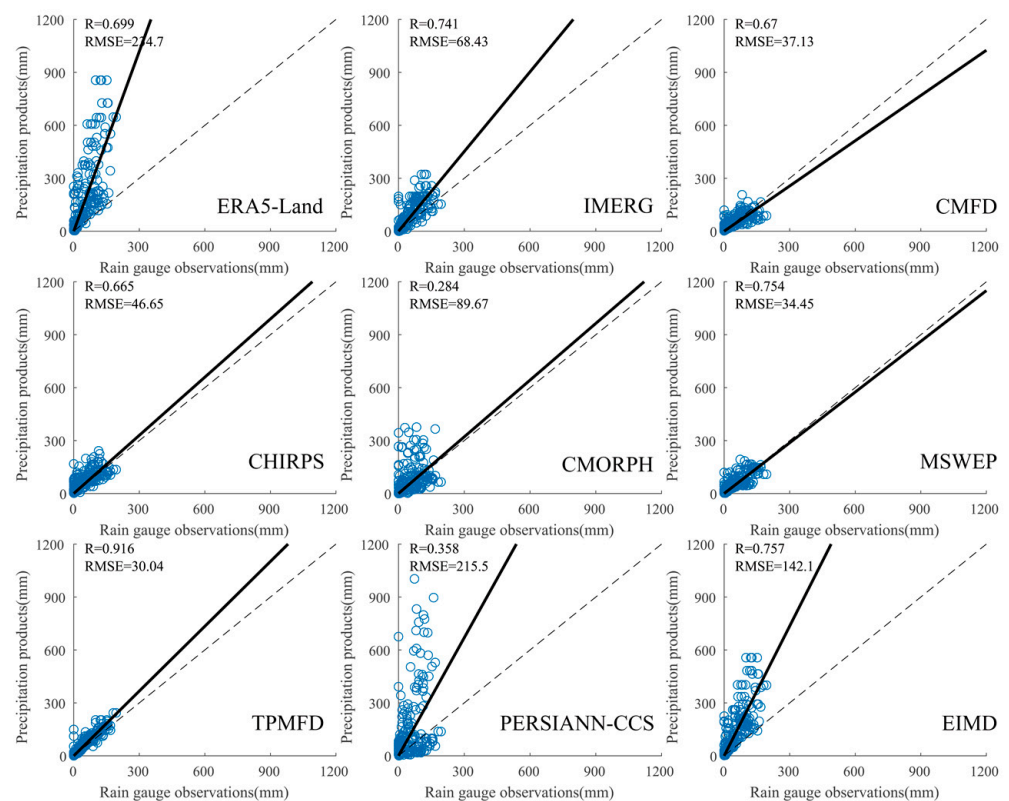 R=0.699
RMSE=234.7
Precipitation products(mm)
1200
900
600
300
0
0 300 600 900 1200
ERA5-Land
Rain gauge observations(mm)
R=0.741
RMSE=68.43
Precipitation products(mm)
1200
900
600
300
0
0 300 600 900 1200
IMERG
Rain gauge observations(mm)
R=0.67
RMSE=37.13
Precipitation products(mm)
1200
900
600
300
0
0 300 600 900 1200
CMFD
Rain gauge observations(mm)
R=0.665
RMSE=46.65
Precipitation products(mm)
1200
900
600
300
0
0 300 600 900 1200
CHIRPS
Rain gauge observations(mm)
R=0.284
RMSE=89.67
Precipitation products(mm)
1200
900
600
300
0
0 300 600 900 1200
CMORPH
Rain gauge observations(mm)
R=0.754
RMSE=34.45
Precipitation products(mm)
1200
900
600
300
0
0 300 600 900 1200
MSWEP
Rain gauge observations(mm)
R=0.916
RMSE=30.04
Precipitation products(mm)
1200
900
600
300
0
0 300 600 900 1200
TPMFD
Rain gauge observations(mm)
R=0.358
RMSE=215.5
Precipitation products(mm)
1200
900
600
300
0
0 300 600 900 1200
PERSIANN-CCS
Rain gauge observations(mm)
R=0.757
RMSE=142.1
Precipitation products(mm)
1200
900
600
300
0
0 300 600 900 1200
EIMD
Rain gauge observations(mm)